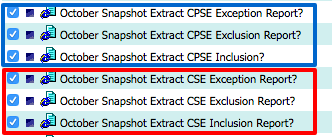 October Snapshot Extract CPSE Exception Report?
October Snapshot Extract CPSE Exclusion Report?
October Snapshot Extract CPSE Inclusion?
October Snapshot Extract CSE Exception Report?
October Snapshot Extract CSE Exclusion Report?
October Snapshot Extract CSE Inclusion Report?